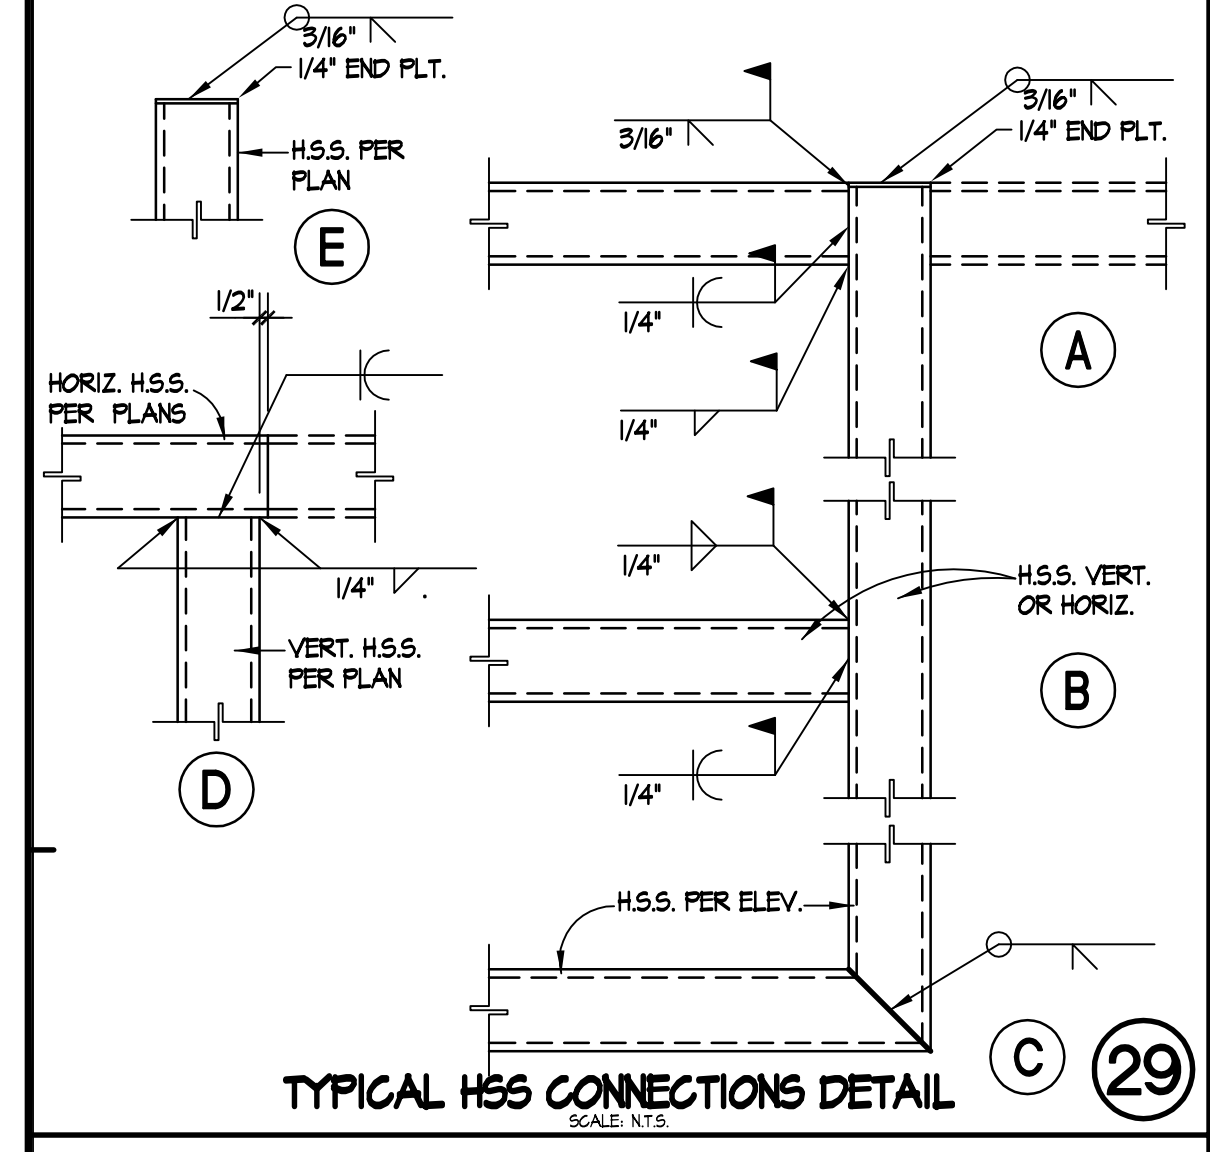 3/16"
1/4" END PLT.
H.S.S. PER
PLAN
E
3/16"
3/16"
1/4" END PLT.
1/4"
1/4"
A
1/2"
HORIZ. H.S.S.
PER PLANS
1/4"
.
VERT. H.S.S.
PER PLAN
D
1/4"
H.S.S. VERT.
OR HORIZ.
B
1/4"
H.S.S. PER ELEV.
C
29
TYPICAL HSS CONNECTIONS DETAIL
SCALE: N.T.S.